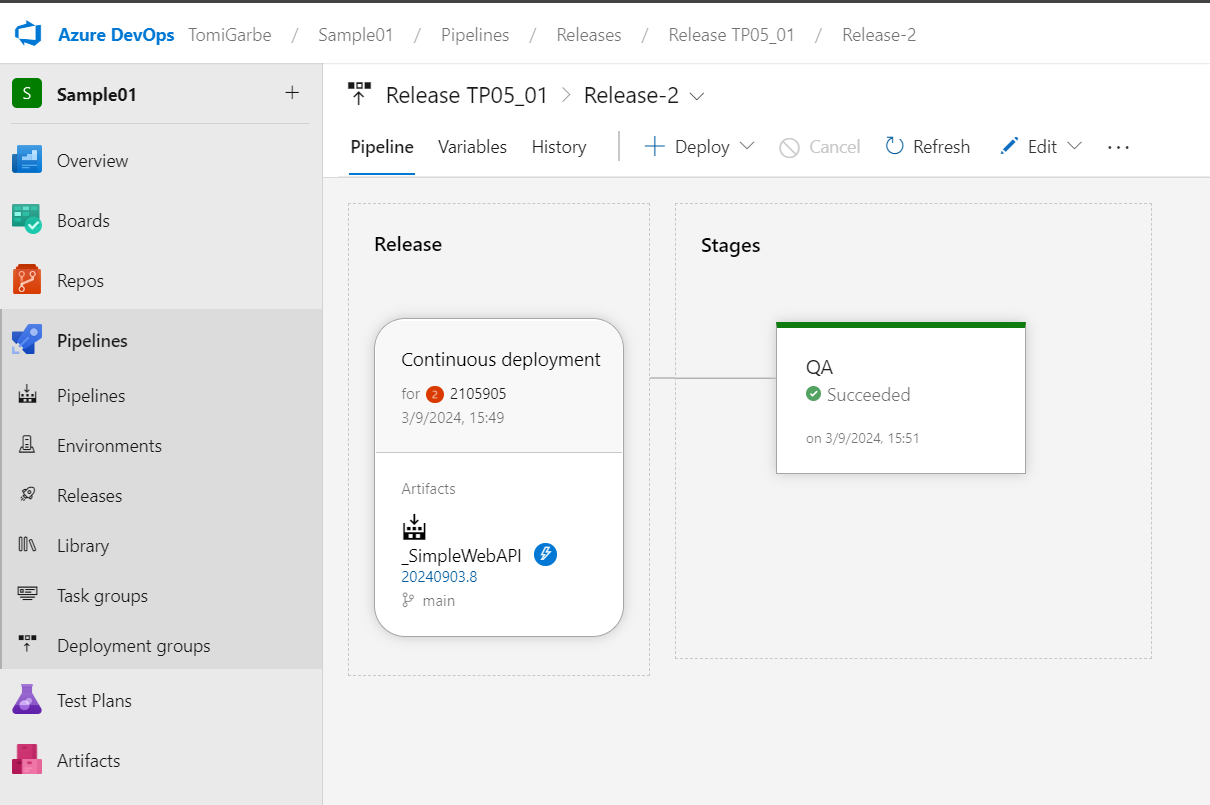 Azure DevOps TomiGarbe / Sample01 / Pipelines / Releases / Release TP05_01 / Release-2
S Sample01 +
Overview
Boards
Repos
Pipelines
Pipelines
Environments
Releases
Library
Task groups
Deployment groups
Test Plans
Artifacts
Release TP05_01 > Release-2
Pipeline Variables History Deploy Cancel Refresh Edit ...
Release
Continuous deployment
for 2 2105905
3/9/2024, 15:49
Artifacts
_SimpleWebAPI
20240903.8
main
Stages
QA
Succeeded
on 3/9/2024, 15:51